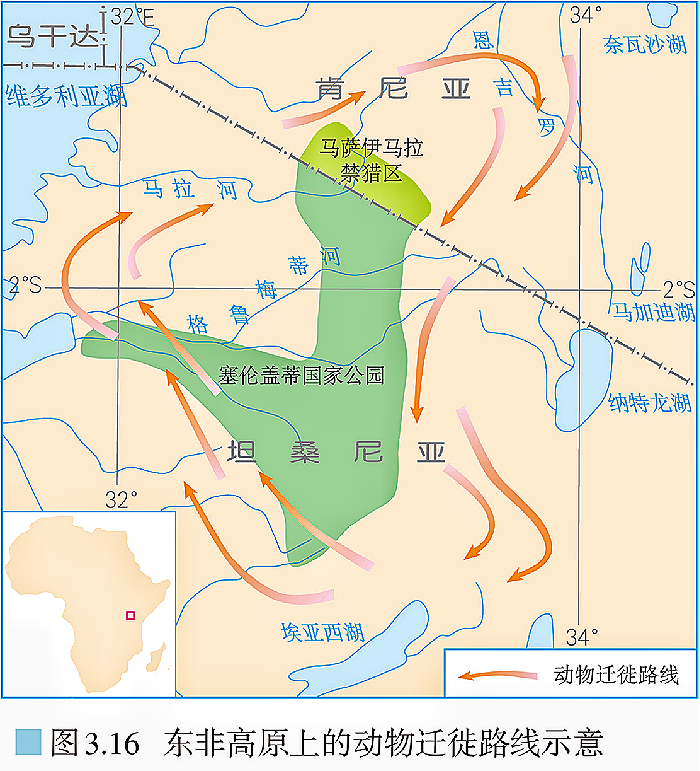 32°E
34°
乌干达
奈瓦沙湖
恩
吉
罗
河
维多利亚湖
肯尼亚
马萨伊马拉
禁猎区
马拉河
格鲁梅蒂河
2°S
2°S
马加迪湖
塞伦盖蒂国家公园
纳特龙湖
坦桑尼亚
32°
埃亚西湖
34°
动物迁徙路线
图3.16 东非高原上的动物迁徙路线示意